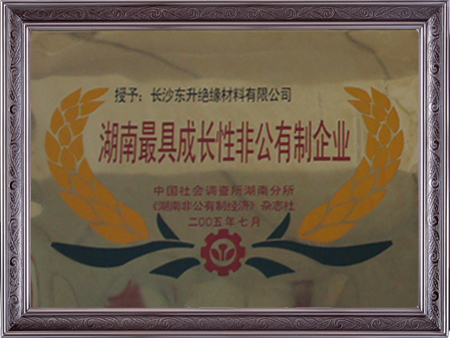 授予：长沙东升绝缘材料有限公司
湖南最具成长性非公有制企业
中国社会调查所湖南分所
《湖南非公有制经济》杂志社
二00五年七月